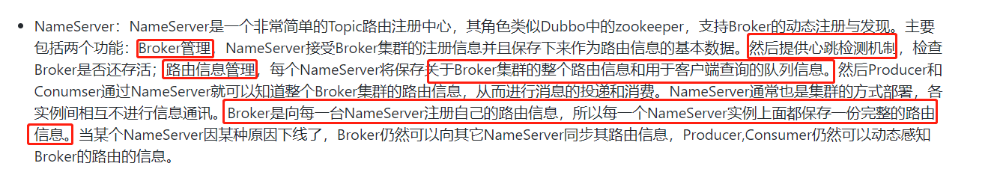 NameServer：NameServer是一个非常简单的Topic路由注册中心，其角色类似Dubbo中的zookeeper，支持Broker的动态注册与发现。主要
包括两个功能：Broker管理，NameServer接受Broker集群的注册信息并且保存下来作为路由信息的基本数据。然后提供心跳检测机制，检查
Broker是否还存活；路由信息管理，每个NameServer将保存关于Broker集群的整个路由信息和用于客户端查询的队列信息。然后Producer和
Conumser通过NameServer就可以知道整个Broker集群的路由信息，从而进行消息的投递和消费。NameServer通常也是集群的方式部署，各
实例间相互不进行信息通讯。Broker是向每一台NameServer注册自己的路由信息，所以每一个NameServer实例上面都保存一份完整的路由
信息。当某个NameServer因某种原因下线了，Broker仍然可以向其它NameServer同步其路由信息，Producer,Consumer仍然可以动态感知
Broker的路由的信息。